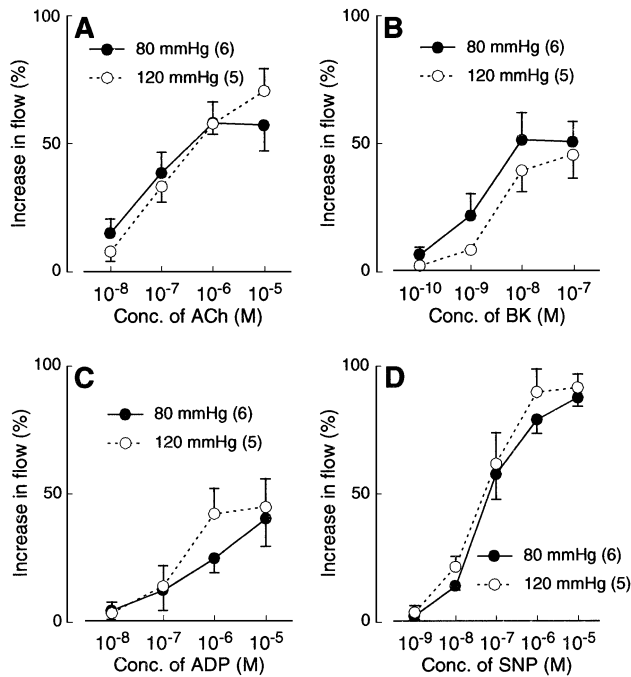 A
80 mmHg (6)
120 mmHg (5)
Increase in flow (%)
100
50
0
10-8 10-7 10-6 10-5
Conc. of ACh (M)
B
80 mmHg (6)
120 mmHg (5)
Increase in flow (%)
100
50
0
10-10 10-9 10-8 10-7
Conc. of BK (M)
C
80 mmHg (6)
120 mmHg (5)
Increase in flow (%)
100
50
0
10-8 10-7 10-6 10-5
Conc. of ADP (M)
D
80 mmHg (6)
120 mmHg (5)
Increase in flow (%)
100
50
0
10-9 10-8 10-7 10-6 10-5
Conc. of SNP (M)